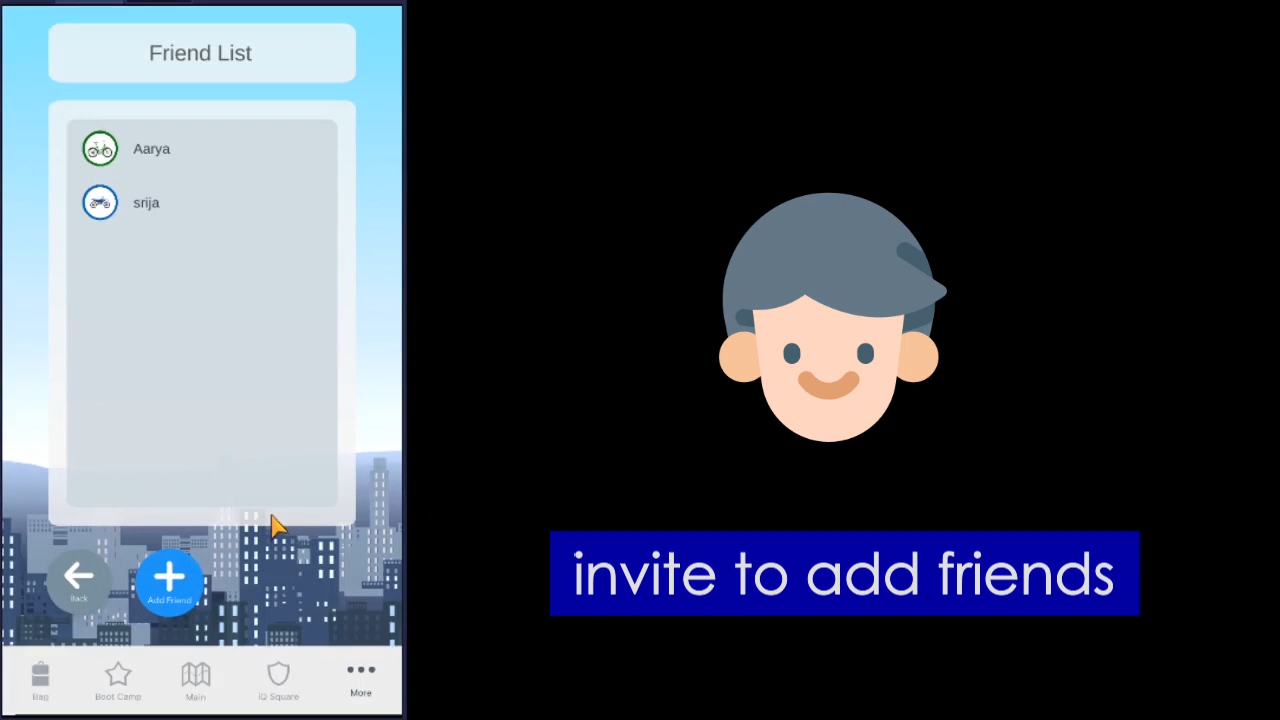 Friend List
Aarya
srija
Back
Add Friend
invite to add friends
Bag
Boot Camp
Main
IQ Square
More